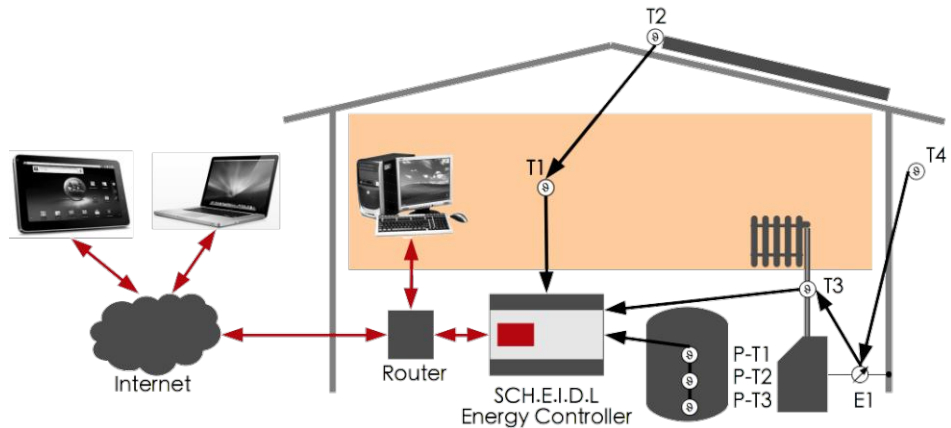 T2
T4
T1
T3
P-T1
P-T2
P-T3
E1
Internet
Router
SCH.E.I.D.L
Energy Controller